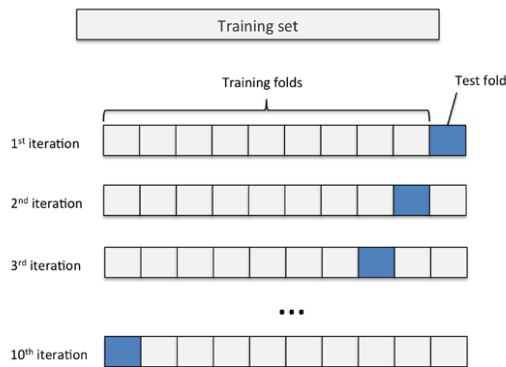 Training set
Training folds
Test fold
1st iteration
2nd iteration
3rd iteration
...
10th iteration